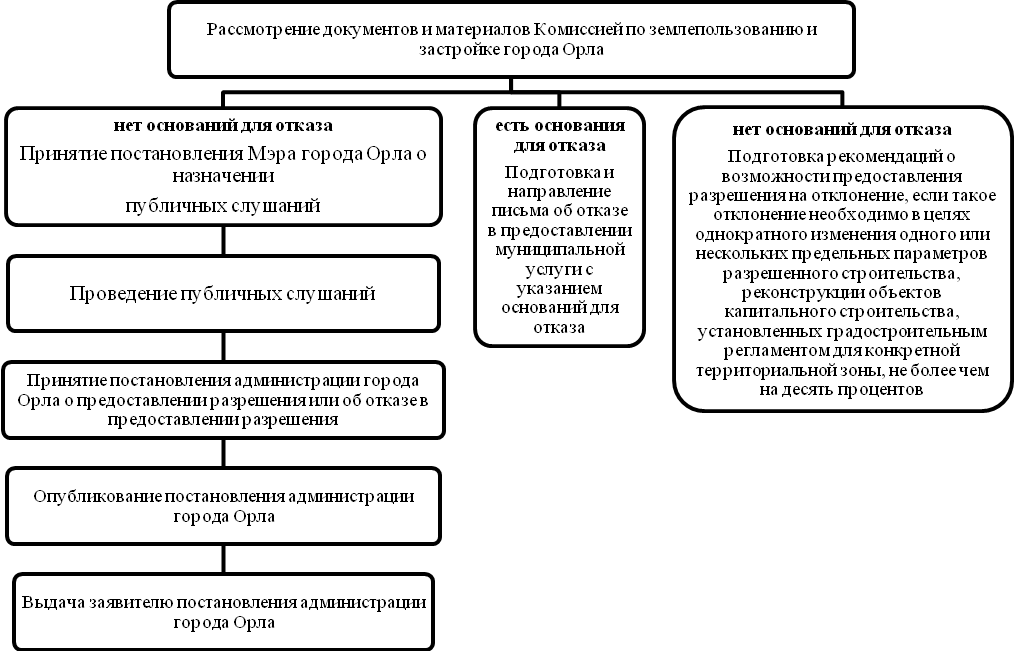 Рассмотрение документов и материалов Комиссией по землепользованию и
застройке города Орла
нет оснований для отказа
Принятие постановления Мэра города Орла о
назначении
публичных слушаний
Проведение публичных слушаний
Принятие постановления администрации города
Орла о предоставлении разрешения или об отказе в
предоставлении разрешения
Опубликование постановления администрации
города Орла
Выдача заявителю постановления администрации
города Орла
есть основания
для отказа
Подготовка и
направление
письма об отказе
в предоставлении
муниципальной
услуги с
указанием
оснований для
отказа
нет оснований для отказа
Подготовка рекомендаций о
возможности предоставления
разрешения на отклонение, если такое
отклонение необходимо в целях
однократного изменения одного или
нескольких предельных параметров
разрешенного строительства,
реконструкции объектов
капитального строительства,
установленных градостроительным
регламентом для конкретной
территориальной зоны, не более чем
на десять процентов